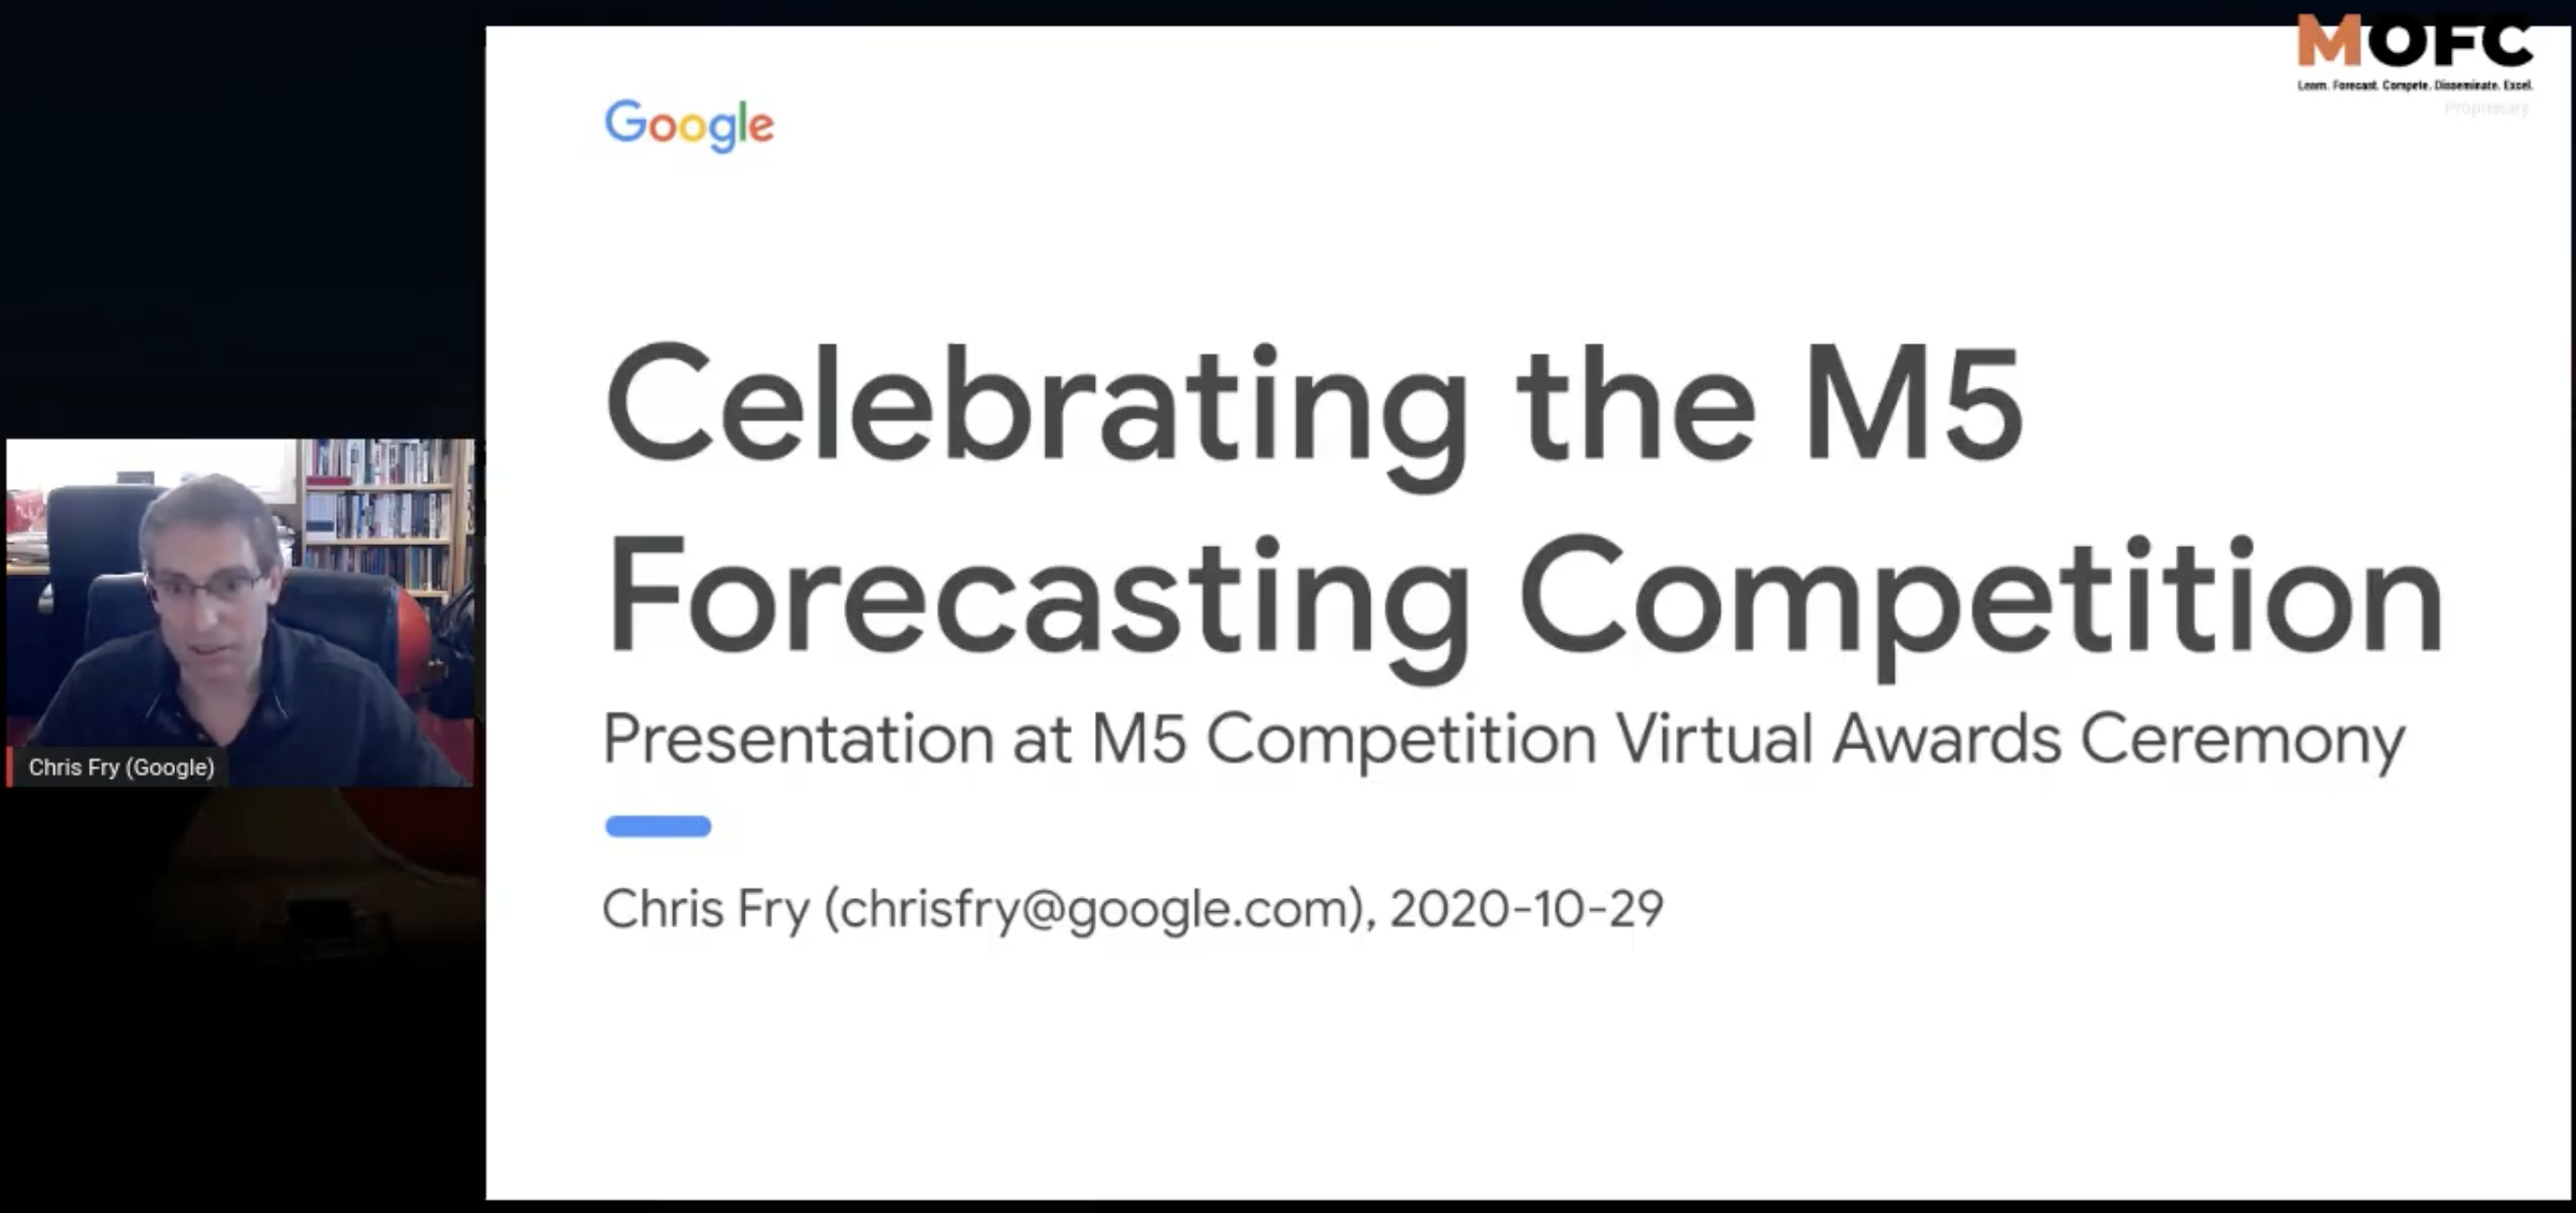 MOFC
Learn. Forecast. Compete. Disseminate. Excel.
Proprietary
Google
Celebrating the M5
Forecasting Competition
Presentation at M5 Competition Virtual Awards Ceremony
Chris Fry (Google)
Chris Fry (chrisfry@google.com), 2020-10-29